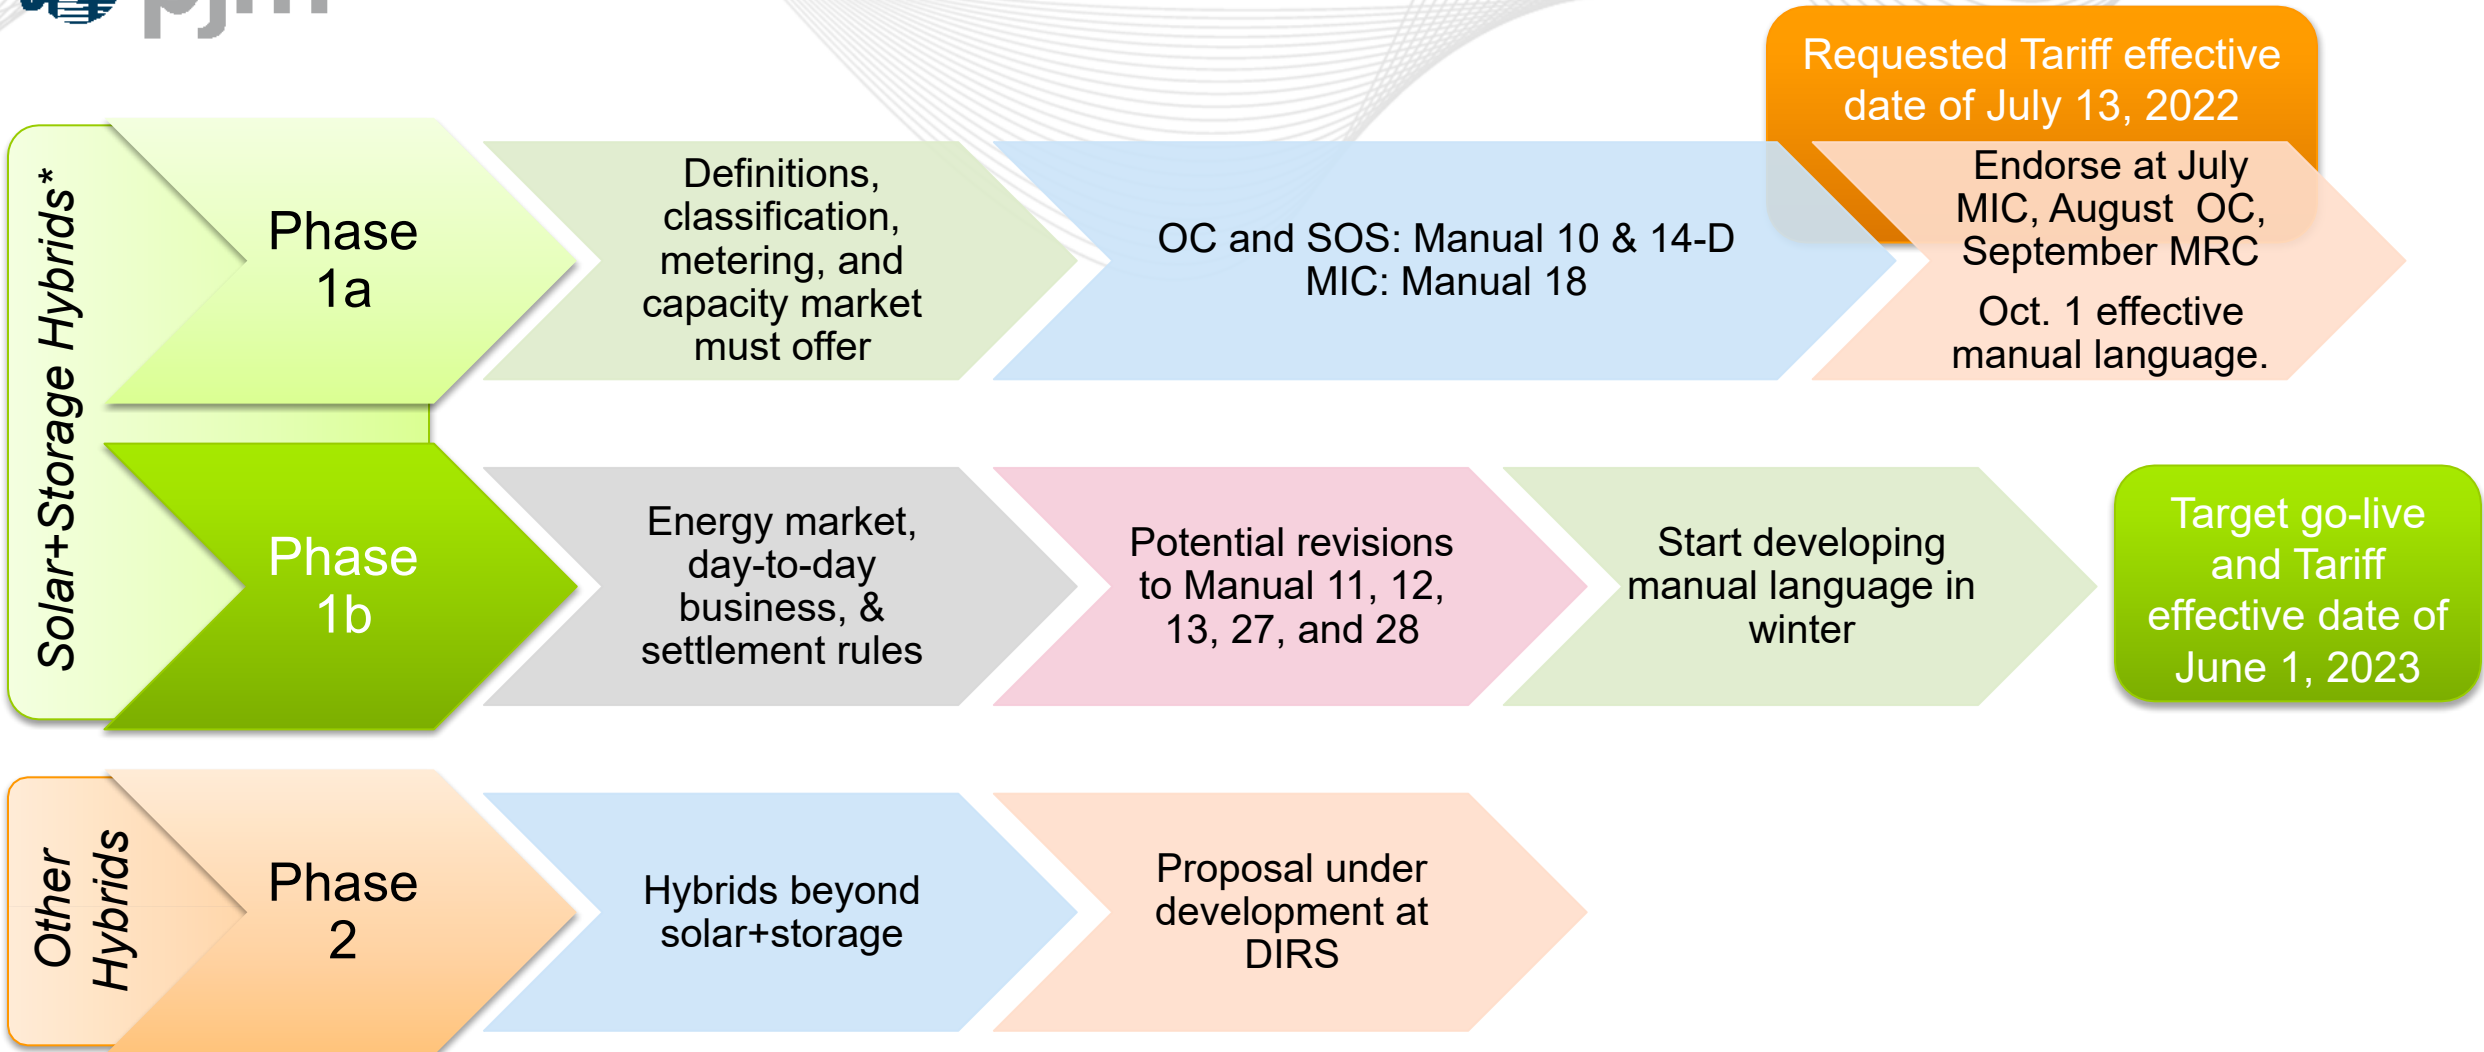 pjm
Requested Tariff effective
date of July 13, 2022
Solar+Storage Hybrids*
Phase
1a
Definitions,
classification,
metering, and
capacity market
must offer
OC and SOS: Manual 10 & 14-D
MIC: Manual 18
Endorse at July
MIC, August  OC,
September MRC
Oct. 1 effective
manual language.
Phase
1b
Energy market,
day-to-day
business, &
settlement rules
Potential revisions
to Manual 11, 12,
13, 27, and 28
Start developing
manual language in
winter
Target go-live
and Tariff
effective date of
June 1, 2023
Other
Hybrids
Phase
2
Hybrids beyond
solar+storage
Proposal under
development at
DIRS